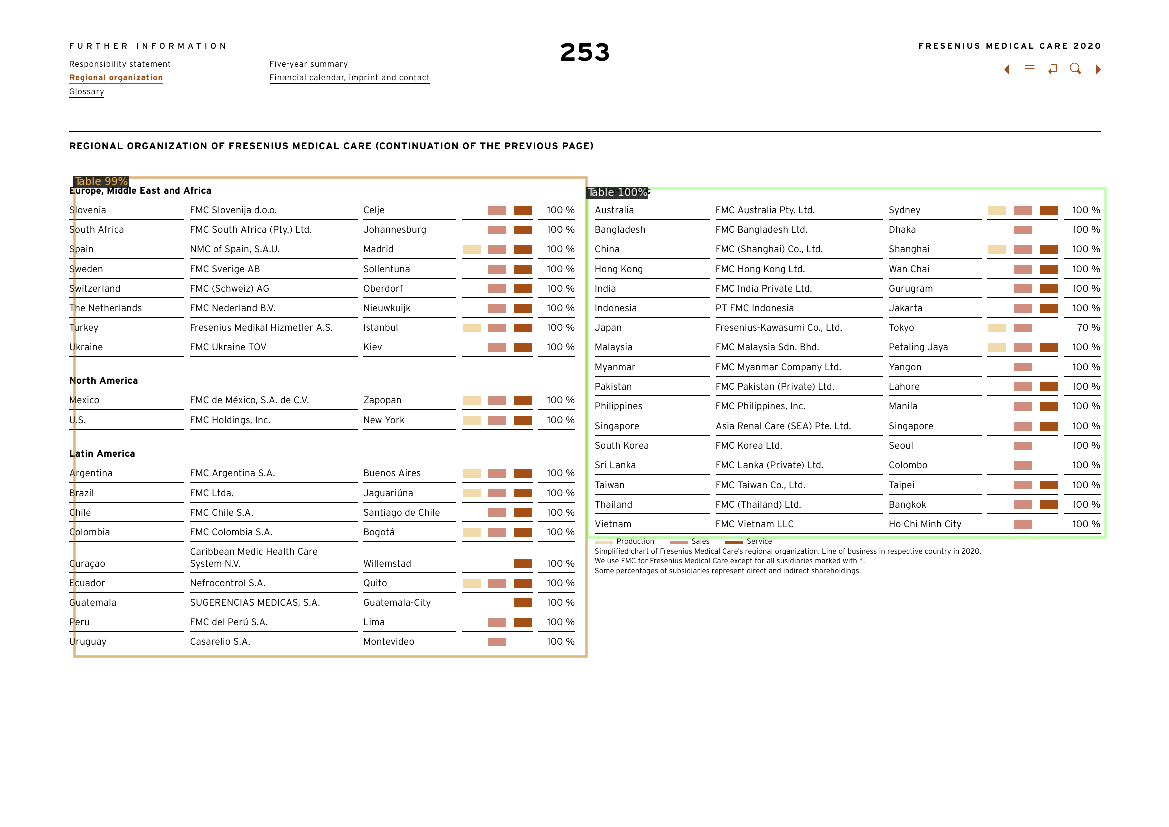 FURTHER INFORMATION
Responsibility statement
Regional organization
Glossary
Five-year summary
Financial calendar, imprint and contact
253
FRESENIUS MEDICAL CARE 2020
REGIONAL ORGANIZATION OF FRESENIUS MEDICAL CARE (CONTINUATION OF THE PREVIOUS PAGE)
Table 99%
Europe, Middle East and Africa
Slovenia FMC Slovenija d.o.o. Celje 100 %
South Africa FMC South Africa (Pty.) Ltd. Johannesburg 100 %
Spain NMC of Spain, S.A.U. Madrid 100 %
Sweden FMC Sverige AB Sollentuna 100 %
Switzerland FMC (Schweiz) AG Oberdorf 100 %
The Netherlands FMC Nederland B.V. Nieuwkuijk 100 %
Turkey Fresenius Medikal Hizmetler A.S. Istanbul 100 %
Ukraine FMC Ukraine TOV Kiev 100 %
North America
Mexico FMC de México, S.A. de C.V. Zapopan 100 %
U.S. FMC Holdings, Inc. New York 100 %
Latin America
Argentina FMC Argentina S.A. Buenos Aires 100 %
Brazil FMC Ltda. Jaguariúna 100 %
Chile FMC Chile S.A. Santiago de Chile 100 %
Colombia FMC Colombia S.A. Bogotá 100 %
Caribbean Medic Health Care
Curaçao System N.V. Willemstad 100 %
Ecuador Nefrocontrol S.A. Quito 100 %
Guatemala SUGERENCIAS MEDICAS, S.A. Guatemala-City 100 %
Peru FMC del Perú S.A. Lima 100 %
Uruguay Casarelio S.A. Montevideo 100 %
Table 100%
Australia FMC Australia Pty. Ltd. Sydney 100 %
Bangladesh FMC Bangladesh Ltd. Dhaka 100 %
China FMC (Shanghai) Co., Ltd. Shanghai 100 %
Hong Kong FMC Hong Kong Ltd. Wan Chai 100 %
India FMC India Private Ltd. Gurugram 100 %
Indonesia PT FMC Indonesia Jakarta 100 %
Japan Fresenius-Kawasumi Co., Ltd. Tokyo 70 %
Malaysia FMC Malaysia Sdn. Bhd. Petaling Jaya 100 %
Myanmar FMC Myanmar Company Ltd. Yangon 100 %
Pakistan FMC Pakistan (Private) Ltd. Lahore 100 %
Philippines FMC Philippines, Inc. Manila 100 %
Singapore Asia Renal Care (SEA) Pte. Ltd. Singapore 100 %
South Korea FMC Korea Ltd. Seoul 100 %
Sri Lanka FMC Lanka (Private) Ltd. Colombo 100 %
Taiwan FMC Taiwan Co., Ltd. Taipei 100 %
Thailand FMC (Thailand) Ltd. Bangkok 100 %
Vietnam FMC Vietnam LLC Ho Chi Minh City 100 %
Production Sales Service
Simplified chart of Fresenius Medical Care's regional organization. Line of business in respective country in 2020.
We use FMC for Fresenius Medical Care except for all susidiaries marked with *.
Some percentages of subsidiaries represent direct and indirect shareholdings.